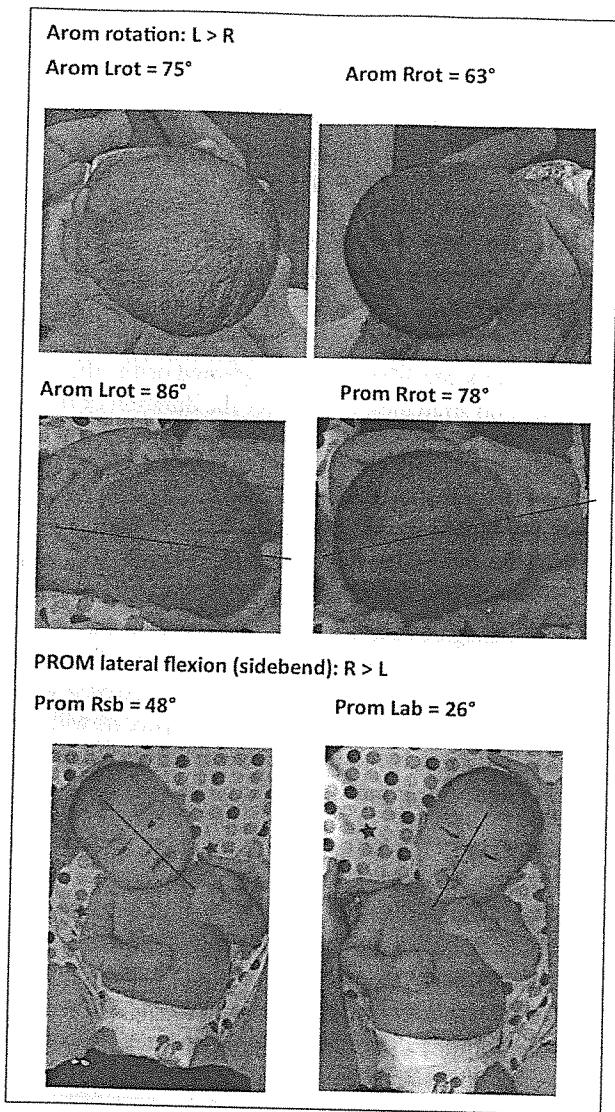 Arom rotation: L > R
Arom Lrot = 75° Arom Rrot = 63°
Arom Lrot = 86° Prom Rrot = 78°
PROM lateral flexion (sidebend): R > L
Prom Rsb = 48° Prom Lab = 26°